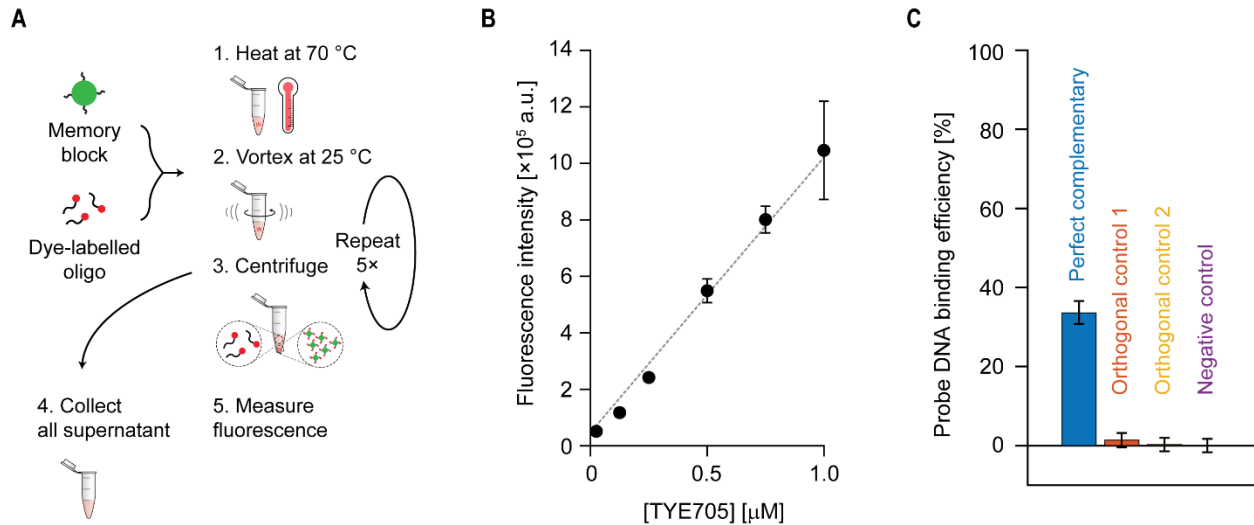 A
1. Heat at 70 °C
Memory
block
2. Vortex at 25 °C
Dye-labelled
oligo
Repeat
5×
3. Centrifuge
4. Collect
all supernatant
5. Measure
fluorescence
B
Fluorescence intensity [×10⁵ a.u.]
14
12
10
8
6
4
2
0
0
0.5
1.0
[TYE705] [μM]
C
Probe DNA binding efficiency [%]
100
80
60
40
20
0
Perfect complementary
Orthogonal control 1
Orthogonal control 2
Negative control